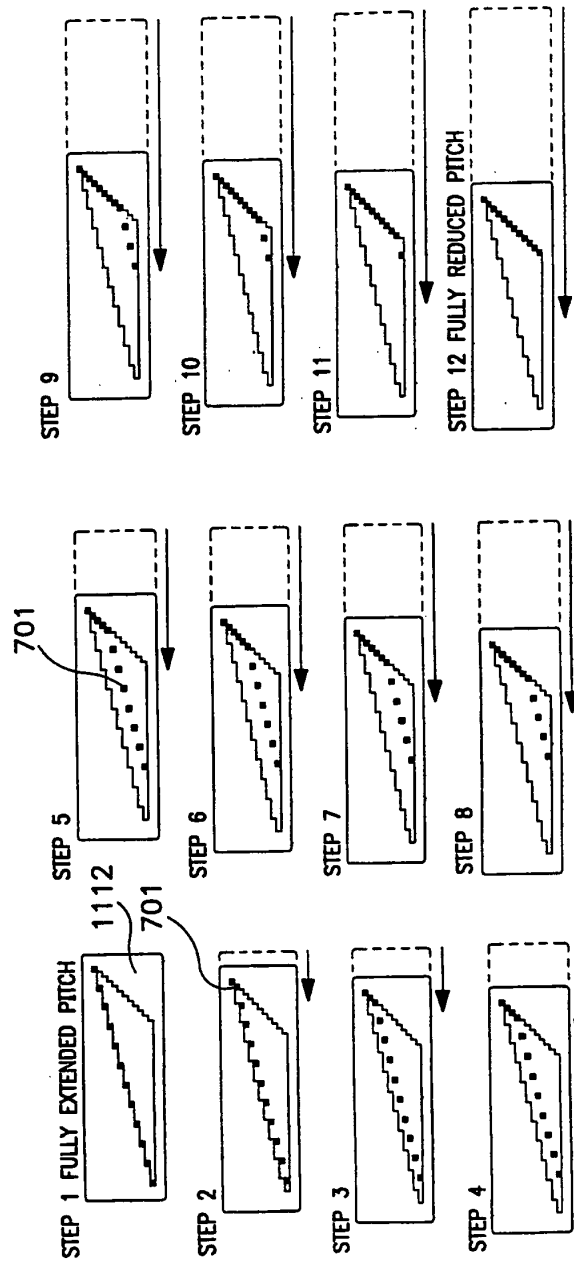 STEP 1 FULLY EXTENDED PITCH
1112
701
STEP 2
STEP 3
STEP 4
STEP 5
701
STEP 6
STEP 7
STEP 8
STEP 9
STEP 10
STEP 11
STEP 12 FULLY REDUCED PITCH